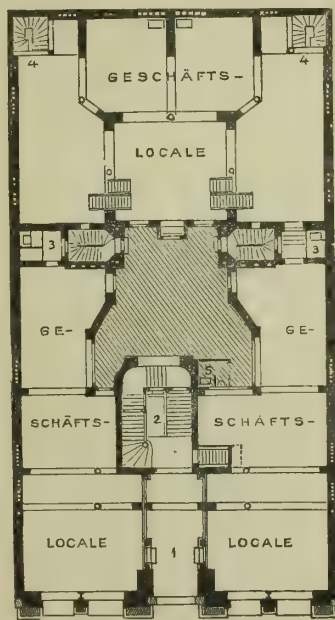 4 4
GESCHÄFTS-
LOCALE
3 3
GE- GE-
5
SCHÄFTS- SCHÄFTS-
2
LOCALE 1 LOCALE